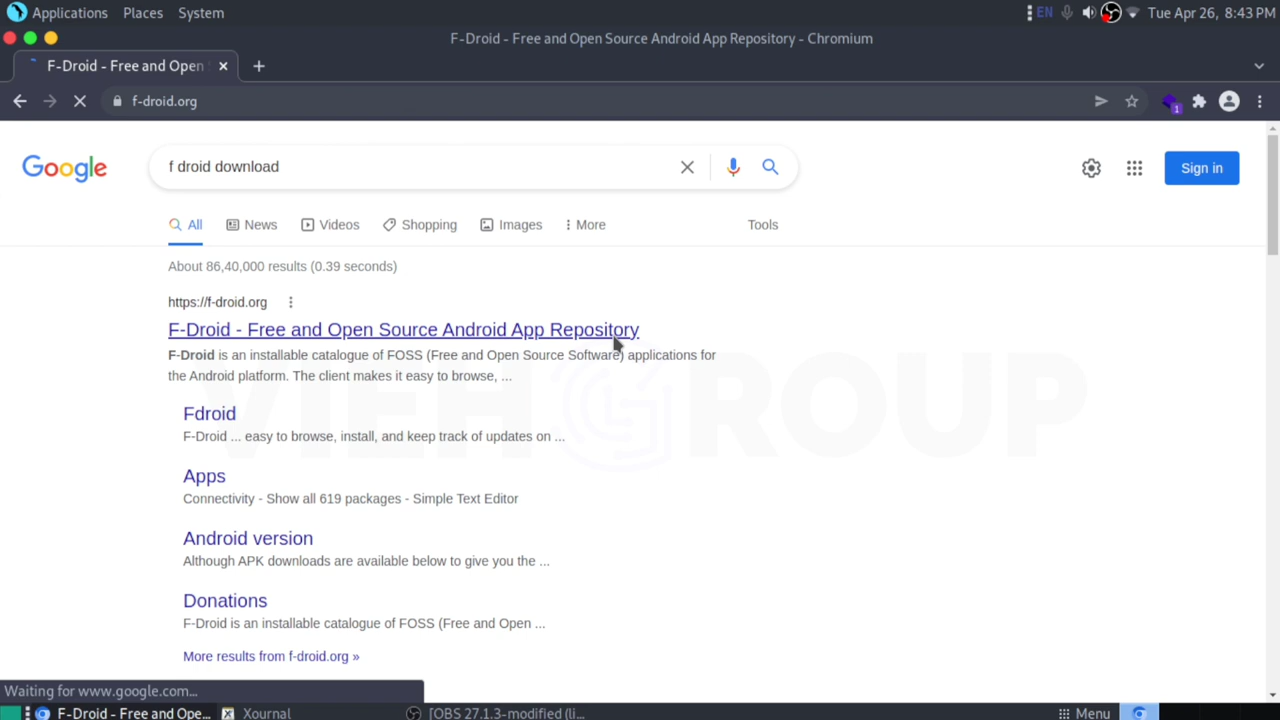 Applications Places System EN Tue Apr 26, 8:43 PM
F-Droid - Free and Open Source Android App Repository - Chromium
F-Droid - Free and Open
f-droid.org 1
Google f droid download Sign in
All News Videos Shopping Images More Tools
About 86,40,000 results (0.39 seconds)
https://f-droid.org
F-Droid - Free and Open Source Android App Repository
F-Droid is an installable catalogue of FOSS (Free and Open Source Software) applications for
the Android platform. The client makes it easy to browse, ...
VIEH GROUP
Fdroid
F-Droid ... easy to browse, install, and keep track of updates on ...
Apps
Connectivity - Show all 619 packages - Simple Text Editor
Android version
Although APK downloads are available below to give you the ...
Donations
F-Droid is an installable catalogue of FOSS (Free and Open ...
More results from f-droid.org »
Waiting for www.google.com...
F-Droid - Free and Ope... Xournal [OBS 27.1.3-modified (li... Menu